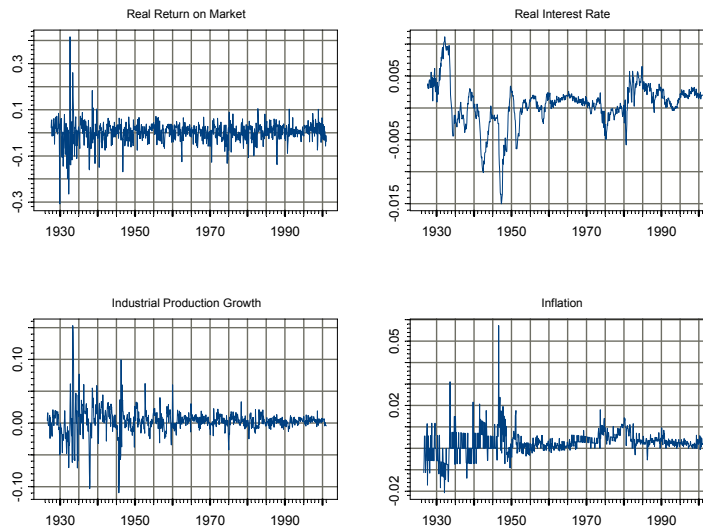 Real Return on Market
0.3
0.1
-0.1
-0.3
1930 1950 1970 1990
Real Interest Rate
0.005
-0.005
-0.015
1930 1950 1970 1990
Industrial Production Growth
0.10
0.00
-0.10
1930 1950 1970 1990
Inflation
0.05
0.02
-0.02
1930 1950 1970 1990